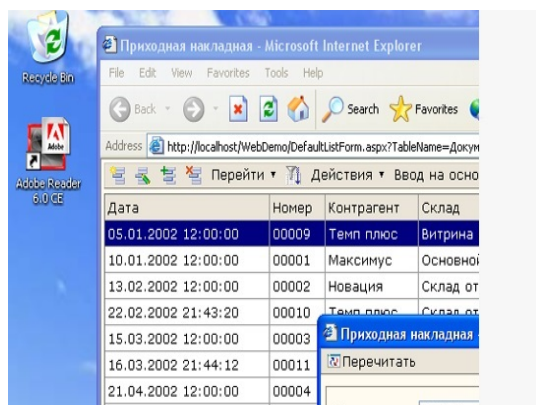 Recycle Bin
Adobe
Adobe Reader
6.0 CE
Приходная накладная - Microsoft Internet Explorer
File Edit View Favorites Tools Help
Back Search Favorites
Address http://localhost/WebDemo/DefaultListForm.aspx?TableName=Докум
Перейти Действия Ввод на осно
Дата Номер Контрагент Склад
05.01.2002 12:00:00 00009 Темп плюс Витрина
10.01.2002 12:00:00 00001 Максимус Основной
13.02.2002 12:00:00 00002 Новация Склад от
22.02.2002 21:43:20 00010 Темп плюс Склад от
15.03.2002 12:00:00 00003
16.03.2002 21:44:12 00011
21.04.2002 12:00:00 00004
Приходная накладная -
Перечитать